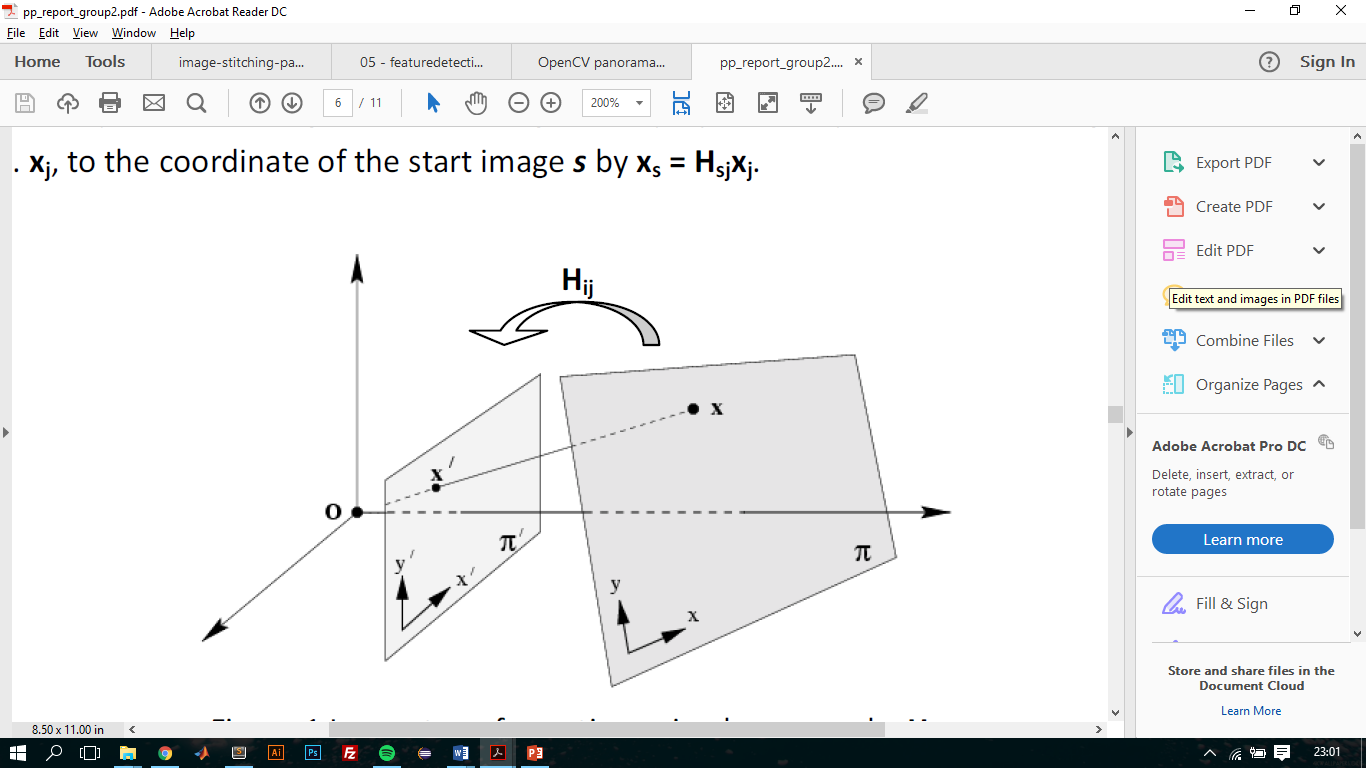 pp_report_group2.pdf - Adobe Acrobat Reader DC
File Edit View Window Help
Home Tools image-stitching-pa... 05 - featuredetecti... OpenCV panorama... pp_report_group2.... × Sign In
6 / 11 200%
. xj, to the coordinate of the start image s by xs = Hsjxj.
Hij
x
x′
O
π′
π
y′
x′
y
x
8.50 x 11.00 in
Export PDF
Create PDF
Edit PDF
Edit text and images in PDF files
Combine Files
Organize Pages
Adobe Acrobat Pro DC
Delete, insert, extract, or
rotate pages
Learn more
Fill & Sign
Store and share files in the
Document Cloud
Learn More
23:01